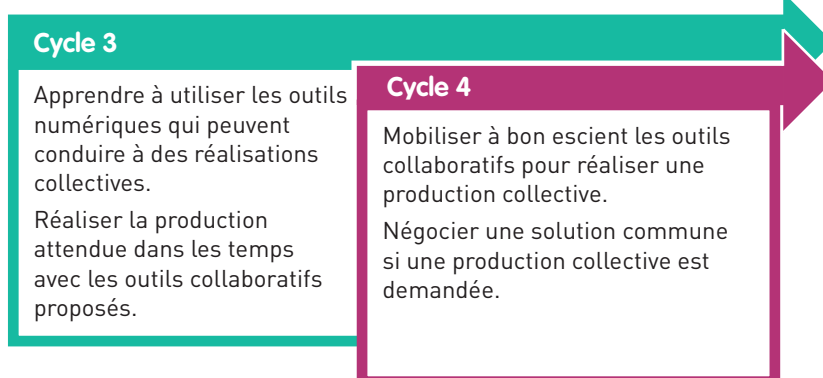 Cycle 3
Apprendre à utiliser les outils
numériques qui peuvent
conduire à des réalisations
collectives.
Réaliser la production
attendue dans les temps
avec les outils collaboratifs
proposés.
Cycle 4
Mobiliser à bon escient les outils
collaboratifs pour réaliser une
production collective.
Négocier une solution commune
si une production collective est
demandée.